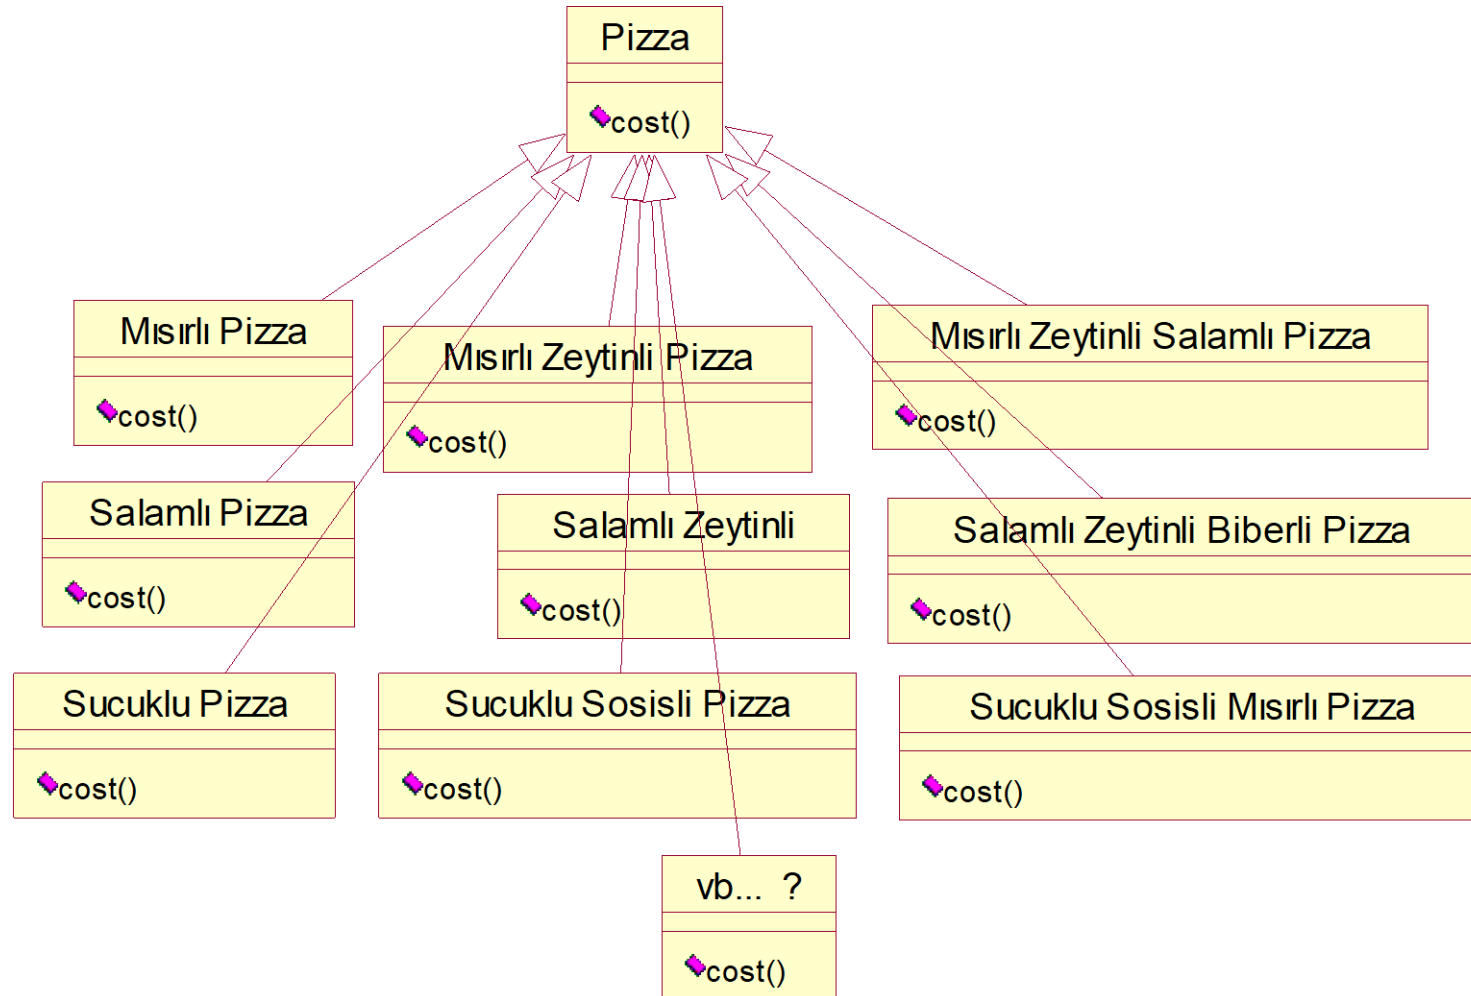 Pizza
cost()
Mısırlı Pizza
cost()
Mısırlı Zeytinli Pizza
cost()
Mısırlı Zeytinli Salamlı Pizza
cost()
Salamlı Pizza
cost()
Salamlı Zeytinli
cost()
Salamlı Zeytinli Biberli Pizza
cost()
Sucuklu Pizza
cost()
Sucuklu Sosisli Pizza
cost()
Sucuklu Sosisli Mısırlı Pizza
cost()
vb... ?
cost()